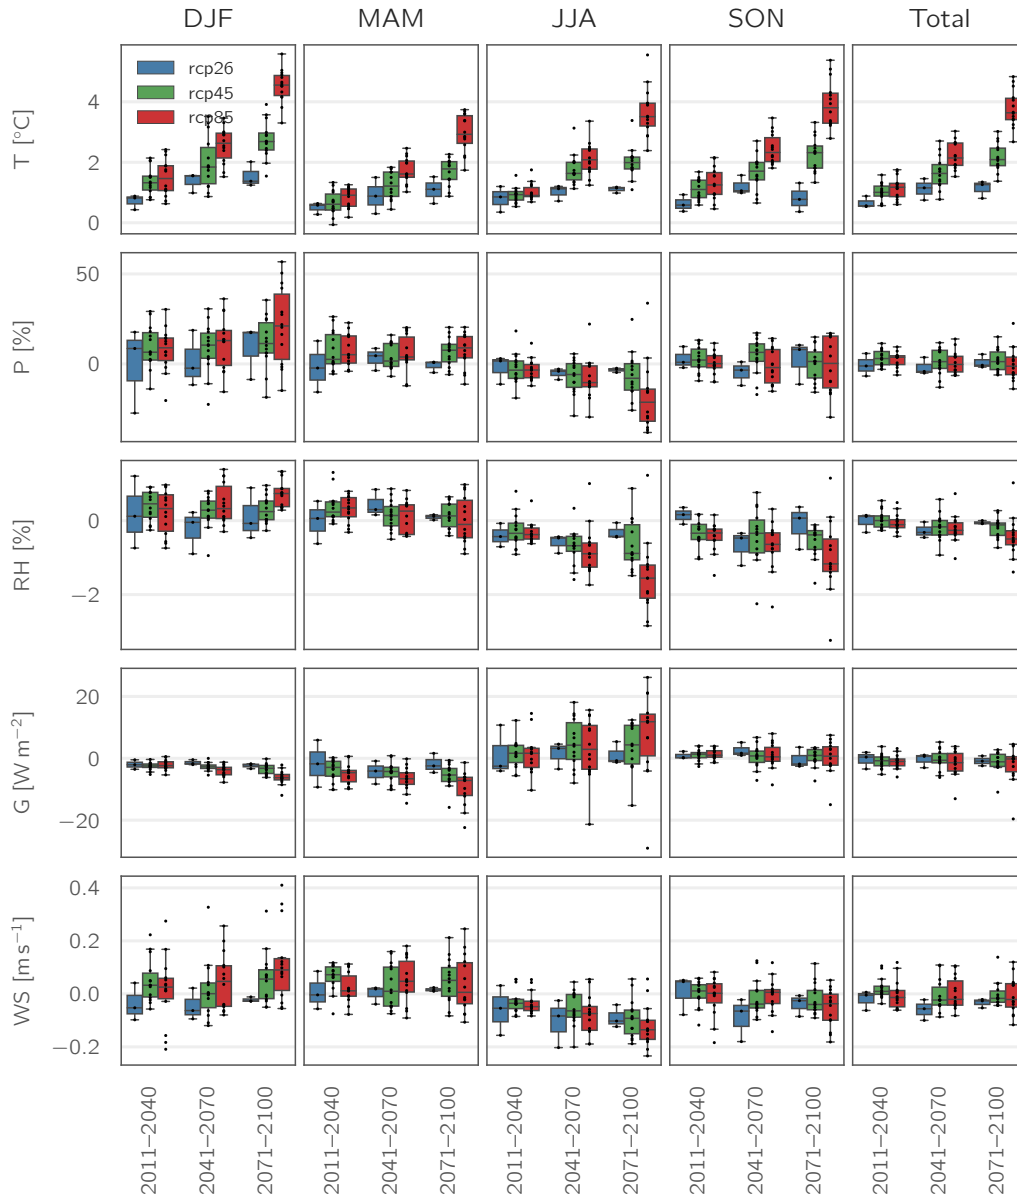 DJF MAM JJA SON Total
T [°C]
4
2
0
rcp26
rcp45
rcp85
P [%]
50
0
RH [%]
0
−2
G [W m−2]
20
0
−20
WS [m s−1]
0.4
0.2
0.0
−0.2
2011−2040 2041−2070 2071−2100 2011−2040 2041−2070 2071−2100 2011−2040 2041−2070 2071−2100 2011−2040 2041−2070 2071−2100 2011−2040 2041−2070 2071−2100